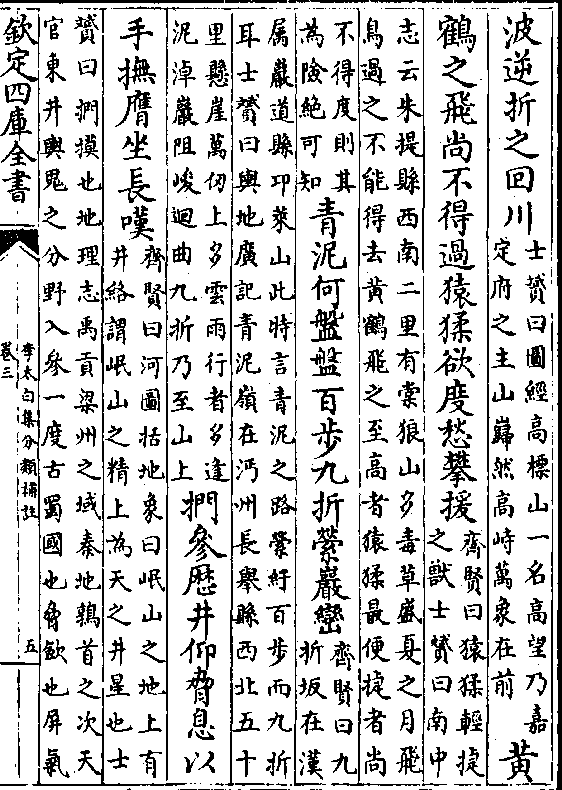 波逆折之回川
士贇曰圖經高標山一名高望乃嘉
定府之主山巋然高峙萬象在前
黃
鶴之飛尚不得過猿猱欲度愁攀援
齊賢曰猿猱輕捷
之獸士贇曰南中
志云朱提縣西南二里有棠狼山多毒草盛夏之月飛
鳥過之不能得去黃鶴飛之至高者猿猱最便捷者尚
不得度則其
為險絶可知
青泥何盤盤百步九折縈巖巒
齊賢曰九
折坂在漢
属巖道縣卭萊山此時言青泥之路縈紆百步而九折
耳士贇曰輿地廣記青泥嶺在沔州長舉縣西北五十
里懸崖萬仞上多雲雨行者多逢
泥淖巖阻峻迴曲九折乃至山上
捫參歴井仰脅息以
手撫膺坐長嘆
齊賢曰河圖括地象曰岷山之地上有
井絡謂岷山之精上為天之井星也士
贇曰捫摸也地理志禹貢梁州之域秦地鶉首之次天
官東井輿鬼之分野入參一度古蜀國也脅歛也屏氣
欽定四庫全書
李太白集分類補註
卷三
五